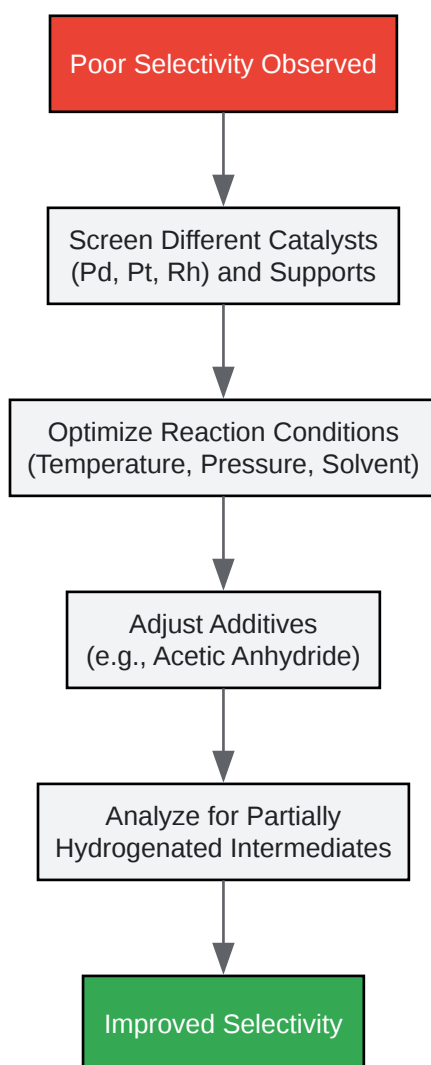 Poor Selectivity Observed
Screen Different Catalysts
(Pd, Pt, Rh) and Supports
Optimize Reaction Conditions
(Temperature, Pressure, Solvent)
Adjust Additives
(e.g., Acetic Anhydride)
Analyze for Partially
Hydrogenated Intermediates
Improved Selectivity